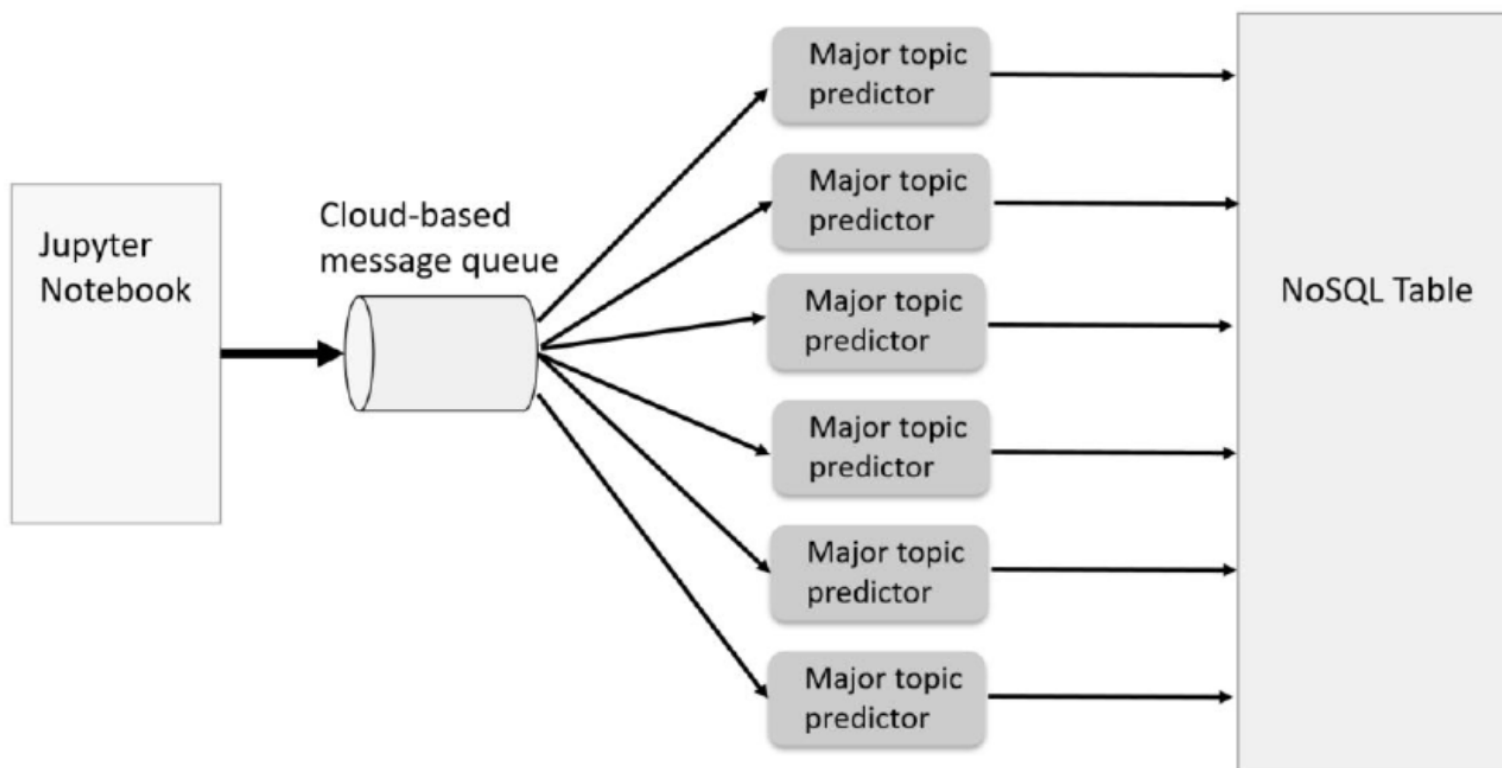 Jupyter
Notebook
Cloud-based
message queue
Major topic
predictor
Major topic
predictor
Major topic
predictor
Major topic
predictor
Major topic
predictor
Major topic
predictor
NoSQL Table